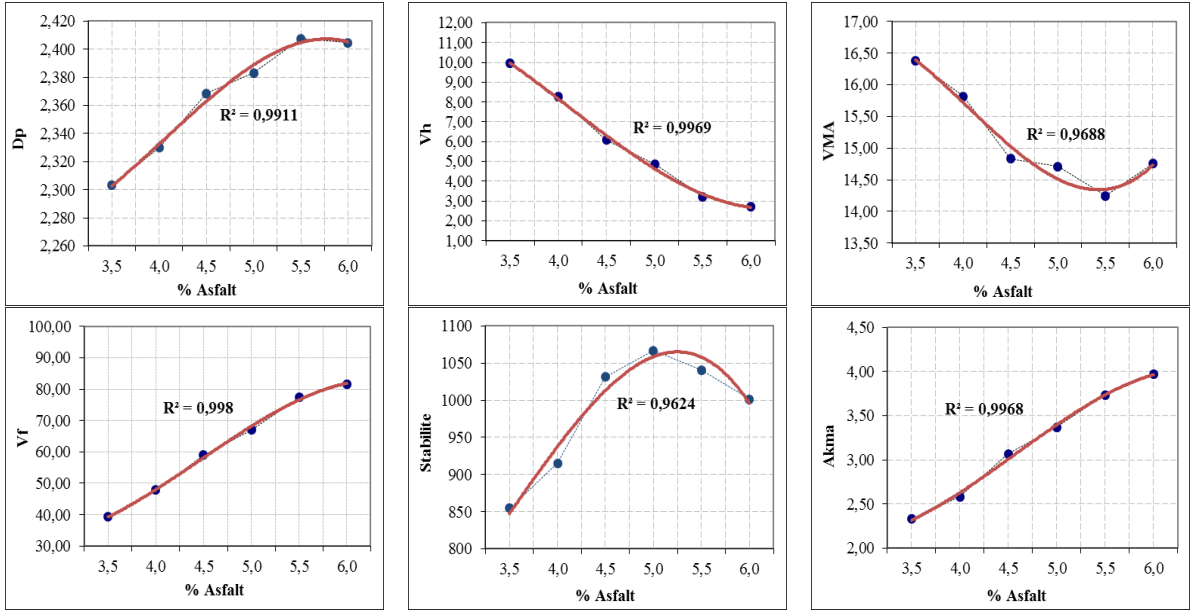 2,420
2,400
2,380
2,360
2,340
2,320
2,300
2,280
2,260
Dp
R² = 0,9911
3,5 4,0 4,5 5,0 5,5 6,0
% Asfalt
12,00
11,00
10,00
9,00
8,00
7,00
6,00
5,00
4,00
3,00
2,00
1,00
Vh
R² = 0,9969
3,5 4,0 4,5 5,0 5,5 6,0
% Asfalt
17,00
16,50
16,00
15,50
15,00
14,50
14,00
13,50
VMA
R² = 0,9688
3,5 4,0 4,5 5,0 5,5 6,0
% Asfalt
100,00
90,00
80,00
70,00
60,00
50,00
40,00
30,00
Vf
R² = 0,998
3,5 4,0 4,5 5,0 5,5 6,0
% Asfalt
1100
1050
1000
950
900
850
800
Stabilite
R² = 0,9624
3,5 4,0 4,5 5,0 5,5 6,0
% Asfalt
4,50
4,00
3,50
3,00
2,50
2,00
Akma
R² = 0,9968
3,5 4,0 4,5 5,0 5,5 6,0
% Asfalt